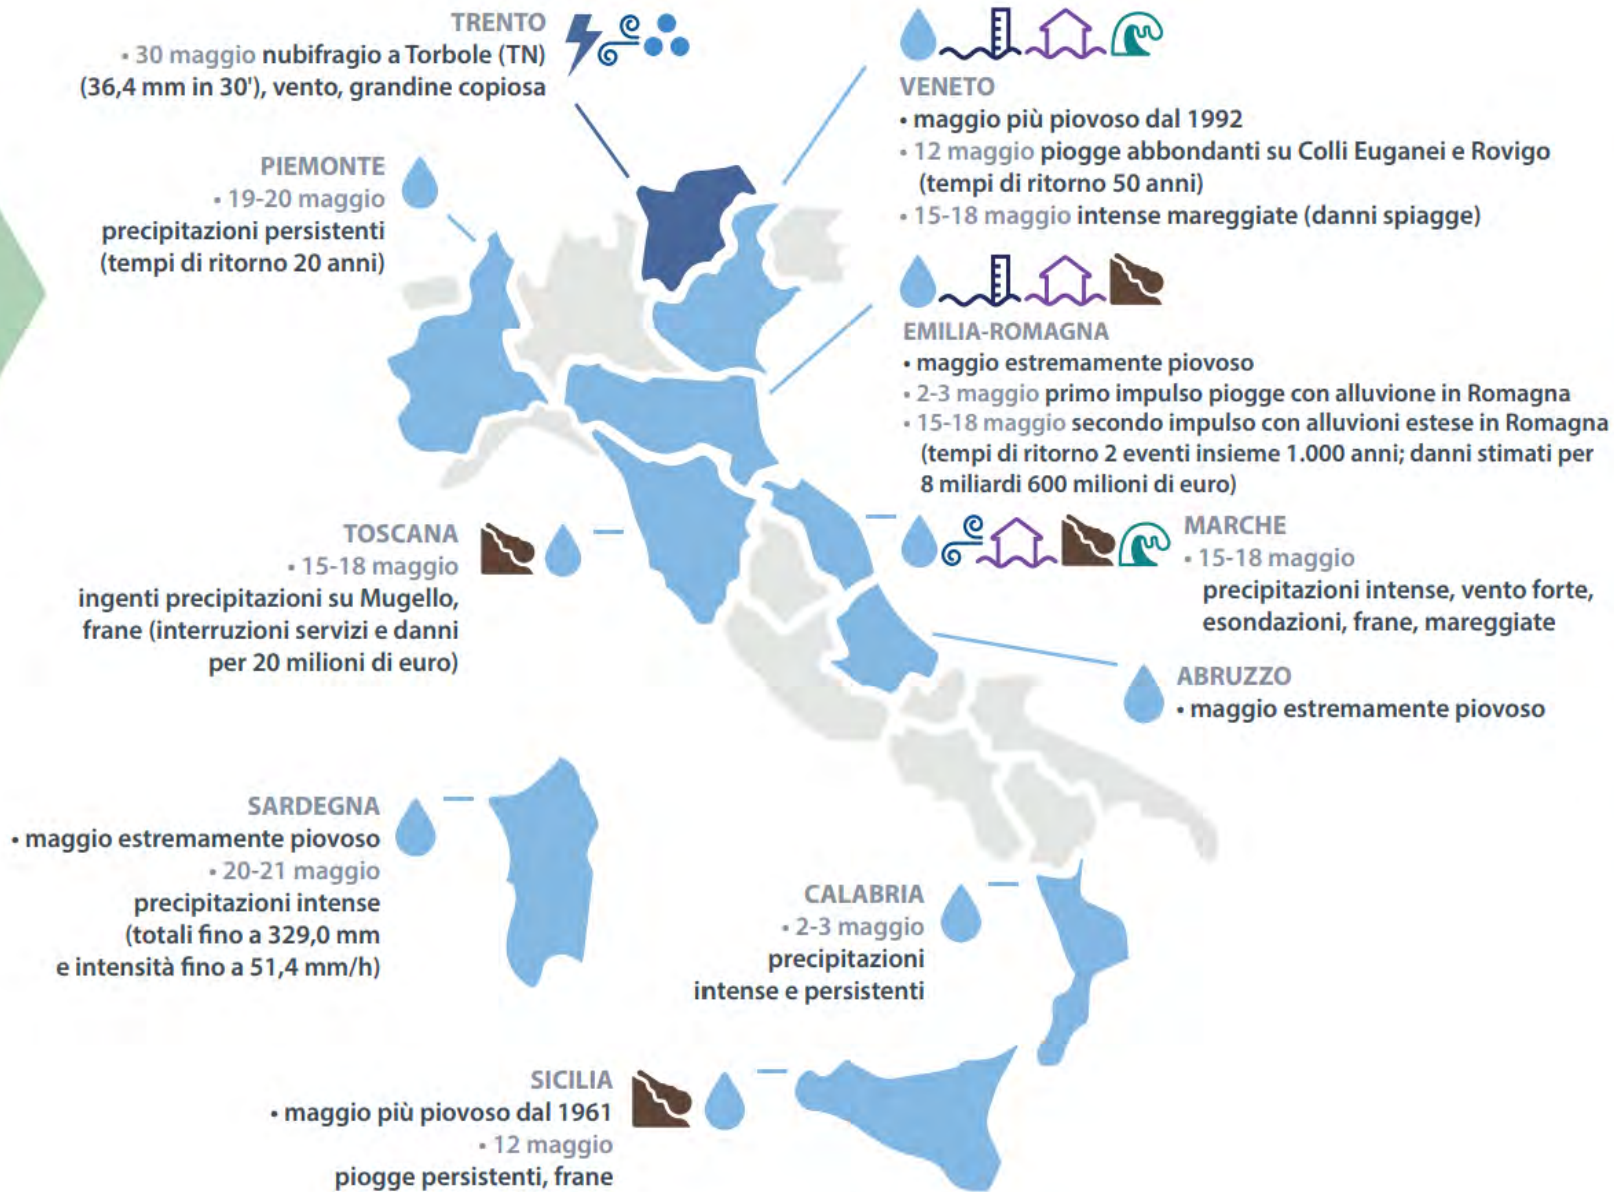 TRENTO
• 30 maggio nubifragio a Torbole (TN)
(36,4 mm in 30'), vento, grandine copiosa
VENETO
• maggio più piovoso dal 1992
• 12 maggio piogge abbondanti su Colli Euganei e Rovigo
(tempi di ritorno 50 anni)
• 15-18 maggio intense mareggiate (danni spiagge)
PIEMONTE
• 19-20 maggio
precipitazioni persistenti
(tempi di ritorno 20 anni)
EMILIA-ROMAGNA
• maggio estremamente piovoso
• 2-3 maggio primo impulso piogge con alluvione in Romagna
• 15-18 maggio secondo impulso con alluvioni estese in Romagna
(tempi di ritorno 2 eventi insieme 1.000 anni; danni stimati per
8 miliardi 600 milioni di euro)
TOSCANA
• 15-18 maggio
ingenti precipitazioni su Mugello,
frane (interruzioni servizi e danni
per 20 milioni di euro)
MARCHE
• 15-18 maggio
precipitazioni intense, vento forte,
esondazioni, frane, mareggiate
ABRUZZO
• maggio estremamente piovoso
SARDEGNA
• maggio estremamente piovoso
• 20-21 maggio
precipitazioni intense
(totali fino a 329,0 mm
e intensità fino a 51,4 mm/h)
CALABRIA
• 2-3 maggio
precipitazioni
intense e persistenti
SICILIA
• maggio più piovoso dal 1961
• 12 maggio
piogge persistenti, frane